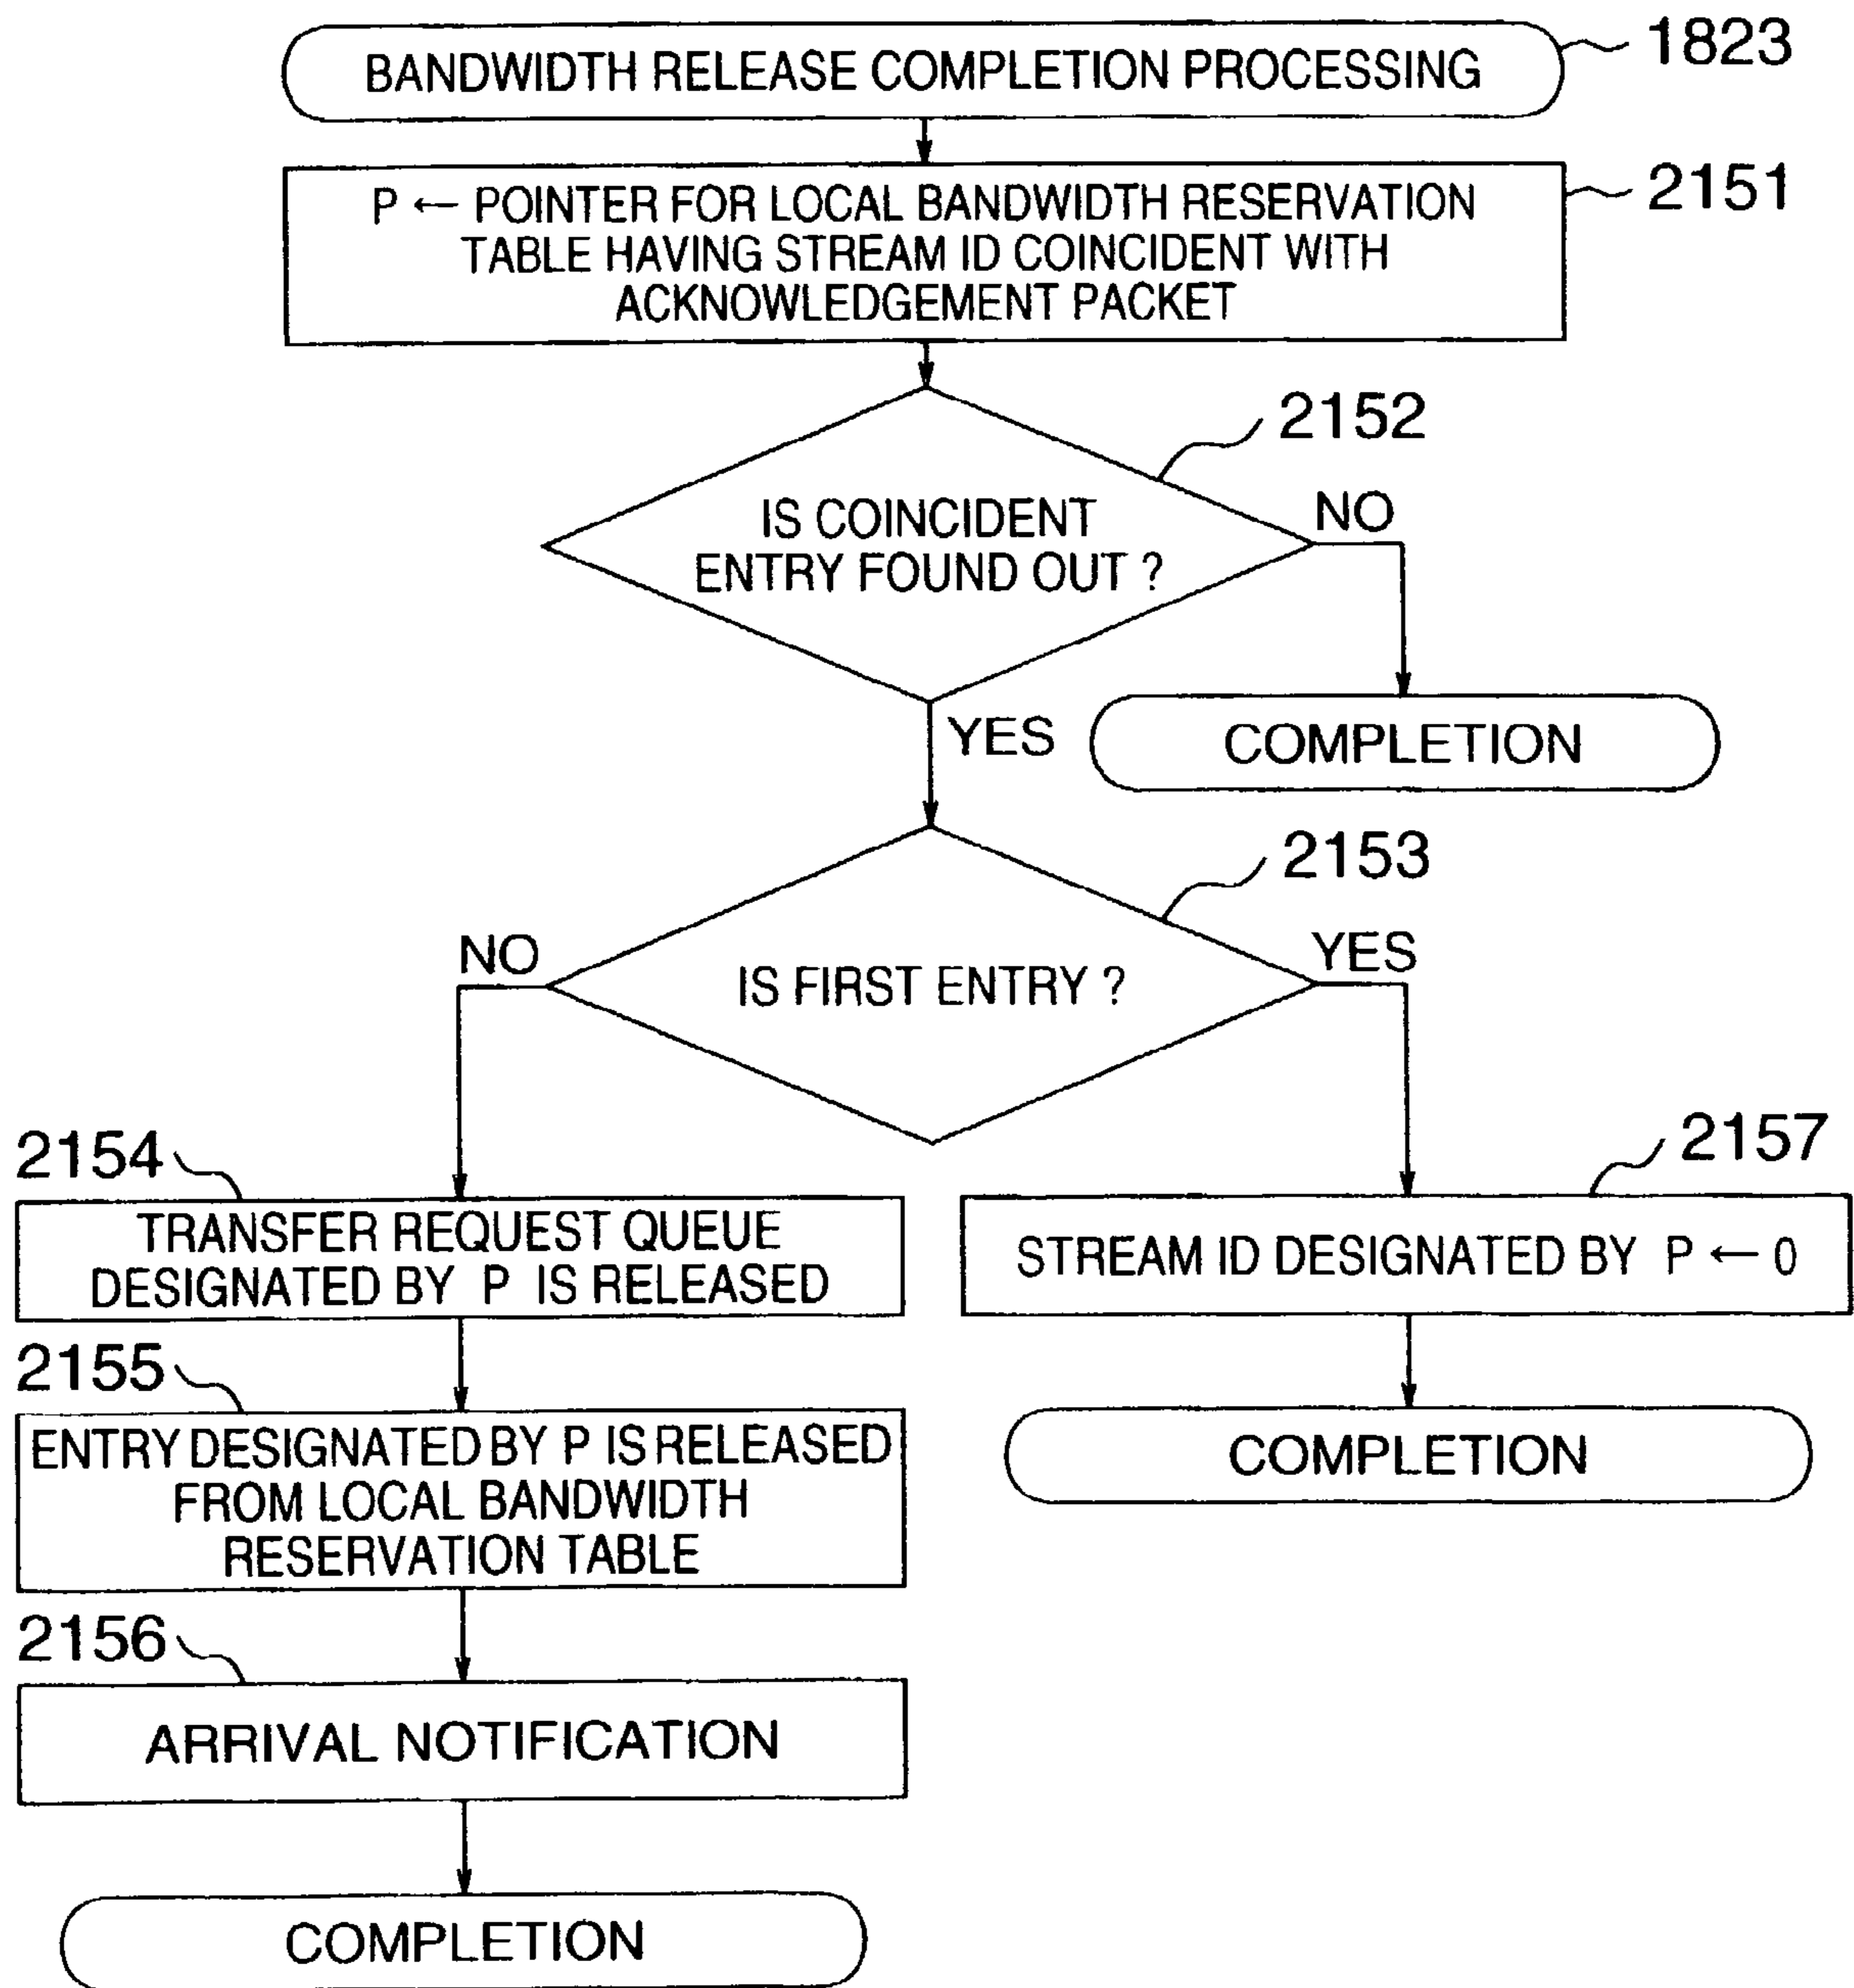 BANDWIDTH RELEASE COMPLETION PROCESSING
1823
P ← POINTER FOR LOCAL BANDWIDTH RESERVATION
TABLE HAVING STREAM ID COINCIDENT WITH
ACKNOWLEDGEMENT PACKET
2151
2152
IS COINCIDENT
ENTRY FOUND OUT ?
NO
YES
COMPLETION
2153
NO
IS FIRST ENTRY ?
YES
2154
TRANSFER REQUEST QUEUE
DESIGNATED BY P IS RELEASED
2157
STREAM ID DESIGNATED BY P ← 0
2155
ENTRY DESIGNATED BY P IS RELEASED
FROM LOCAL BANDWIDTH
RESERVATION TABLE
COMPLETION
2156
ARRIVAL NOTIFICATION
COMPLETION